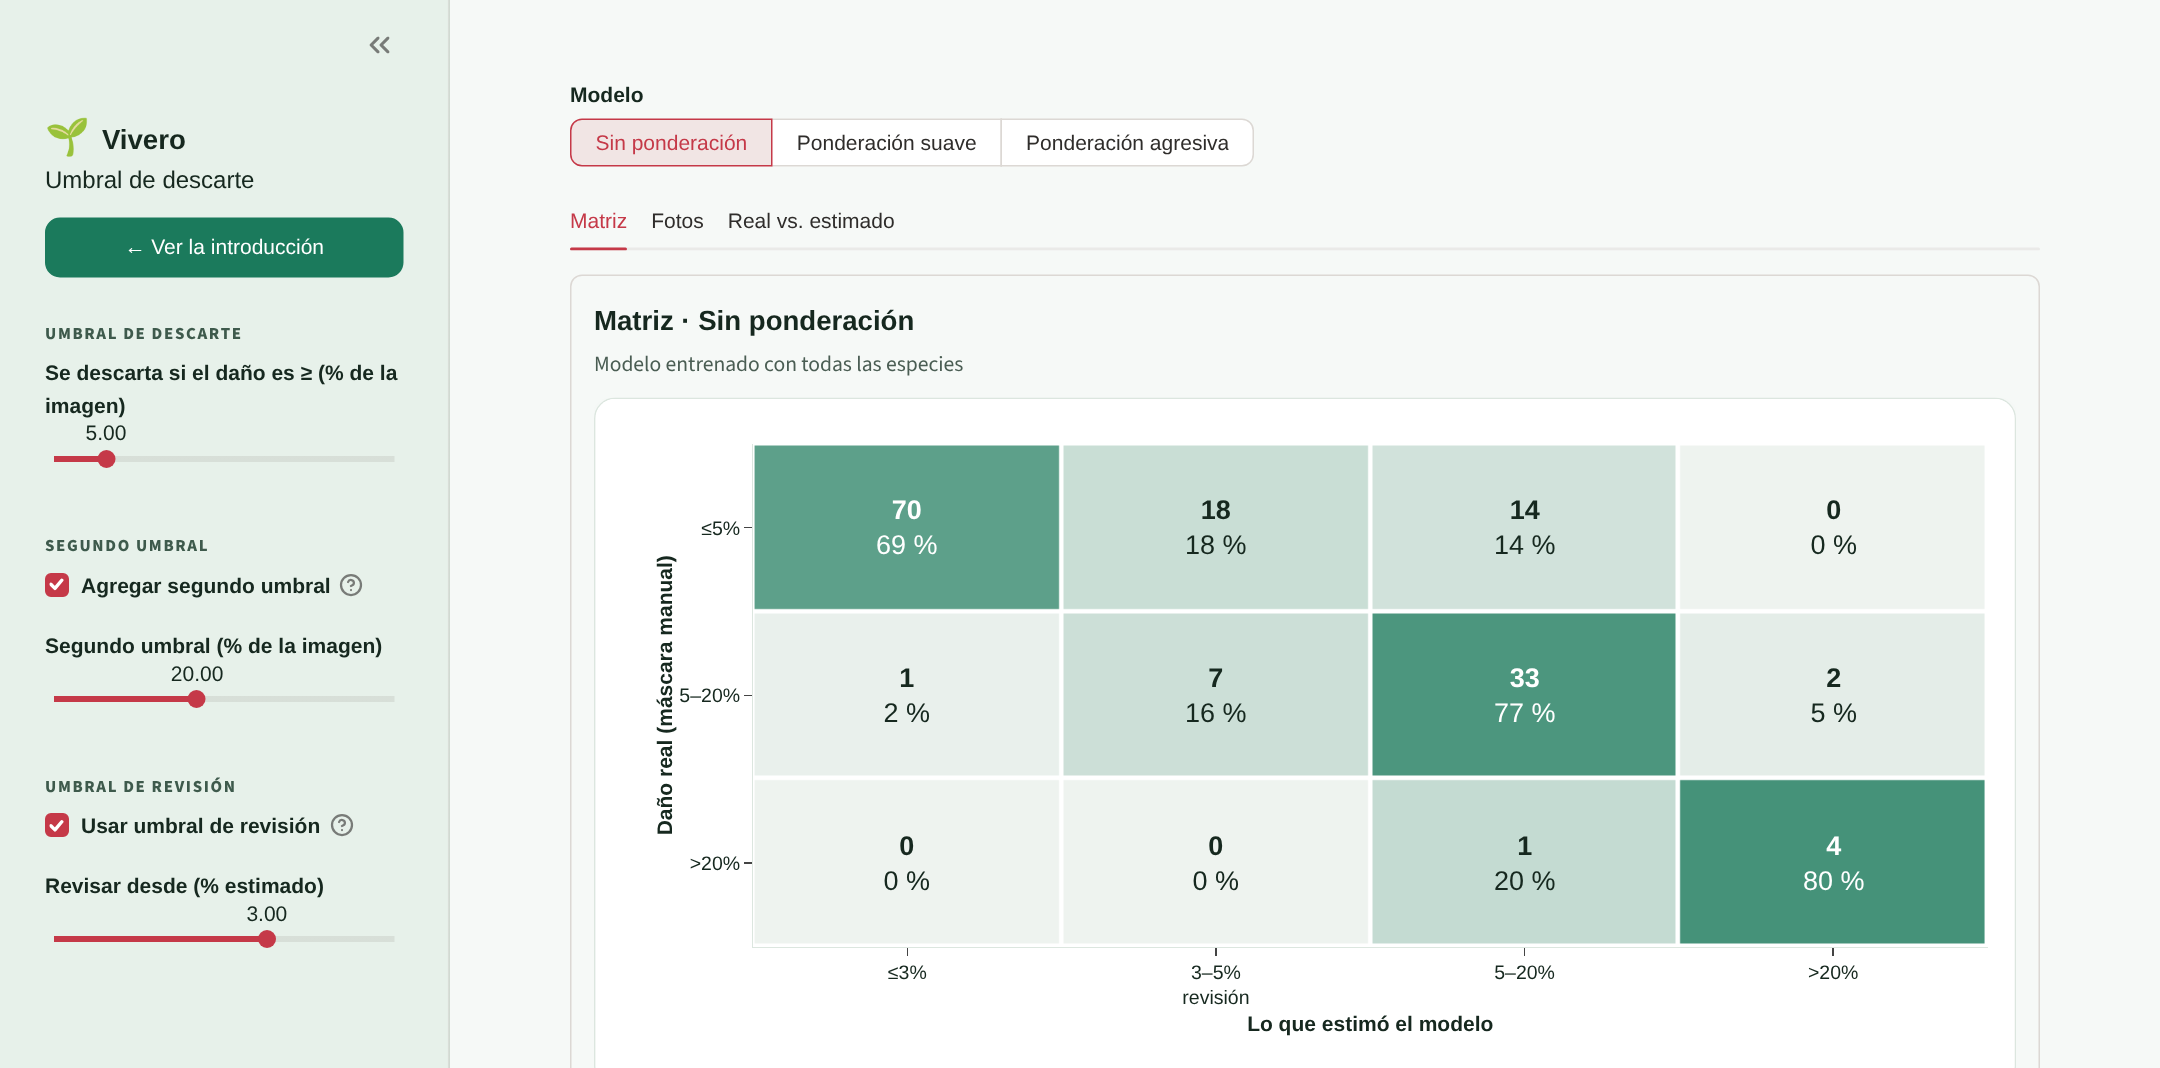 Vivero
Umbral de descarte
← Ver la introducción
UMBRAL DE DESCARTE
Se descarta si el daño es ≥ (% de la
imagen)
5.00
SEGUNDO UMBRAL
Agregar segundo umbral
Segundo umbral (% de la imagen)
20.00
UMBRAL DE REVISIÓN
Usar umbral de revisión
Revisar desde (% estimado)
3.00
Modelo
Sin ponderación Ponderación suave Ponderación agresiva
Matriz Fotos Real vs. estimado
Matriz · Sin ponderación
Modelo entrenado con todas las especies
Daño real (máscara manual)
≤5% 70 18 14 0
69 % 18 % 14 % 0 %
5–20% 1 7 33 2
2 % 16 % 77 % 5 %
>20% 0 0 1 4
0 % 0 % 20 % 80 %
≤3% 3–5% 5–20% >20%
revisión
Lo que estimó el modelo